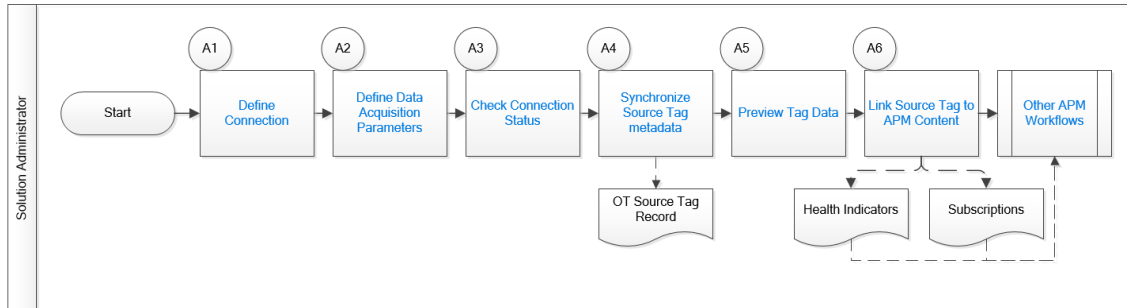 Solution Administrator
A1
A2
A3
A4
A5
A6
Start
Define
Connection
Define Data
Acquisition
Parameters
Check Connection
Status
Synchronize
Source Tag
metadata
Preview Tag Data
Link Source Tag to
APM Content
Other APM
Workflows
OT Source Tag
Record
Health Indicators
Subscriptions